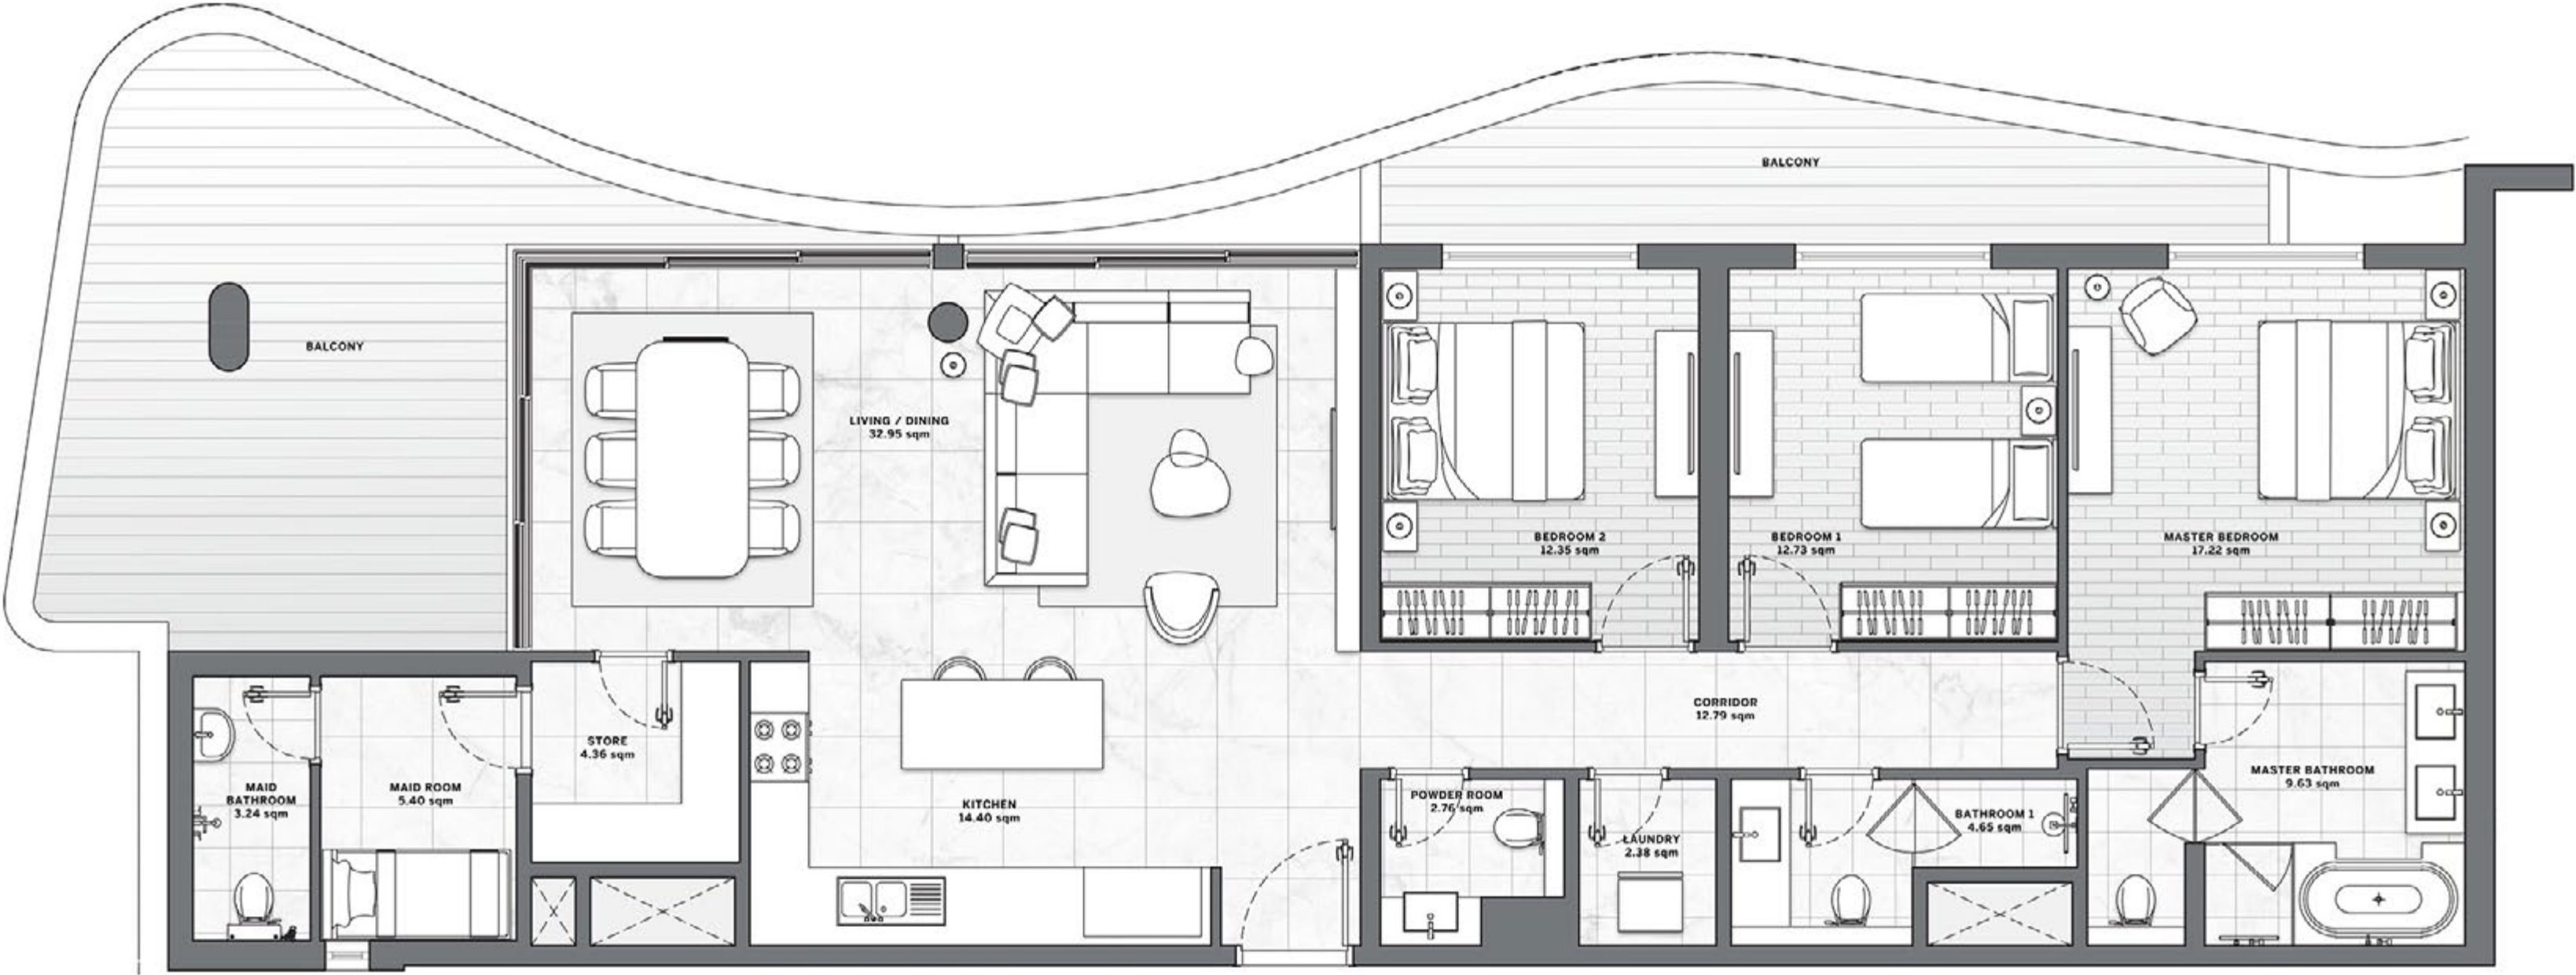 BALCONY
BALCONY
LIVING / DINING
32.95 sqm
BEDROOM 2
12.35 sqm
BEDROOM 1
12.73 sqm
MASTER BEDROOM
17.22 sqm
CORRIDOR
12.79 sqm
STORE
4.36 sqm
MAID
BATHROOM
3.24 sqm
MAID ROOM
5.40 sqm
KITCHEN
14.40 sqm
POWDER ROOM
2.76 sqm
LAUNDRY
2.38 sqm
BATHROOM 1
4.65 sqm
MASTER BATHROOM
9.63 sqm